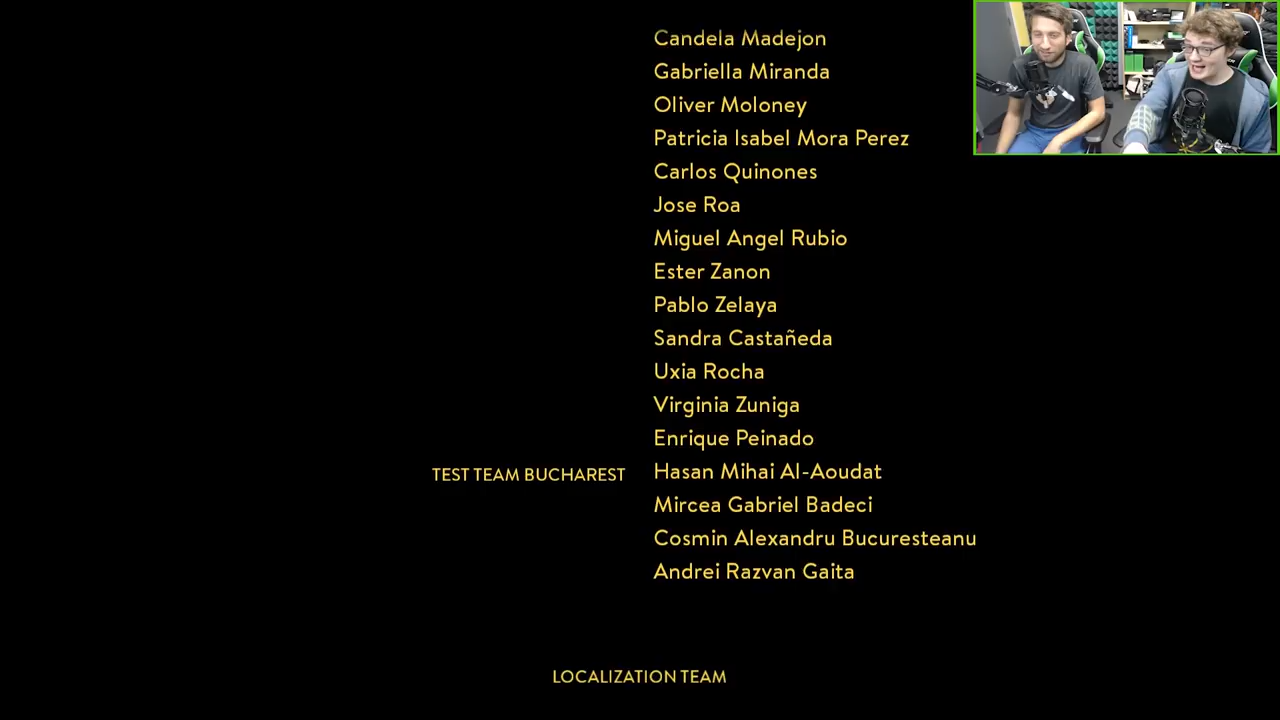 Candela Madejon
Gabriella Miranda
Oliver Moloney
Patricia Isabel Mora Perez
Carlos Quinones
Jose Roa
Miguel Angel Rubio
Ester Zanon
Pablo Zelaya
Sandra Castañeda
Uxia Rocha
Virginia Zuniga
Enrique Peinado
TEST TEAM BUCHAREST Hasan Mihai Al-Aoudat
Mircea Gabriel Badeci
Cosmin Alexandru Bucuresteanu
Andrei Razvan Gaita
LOCALIZATION TEAM